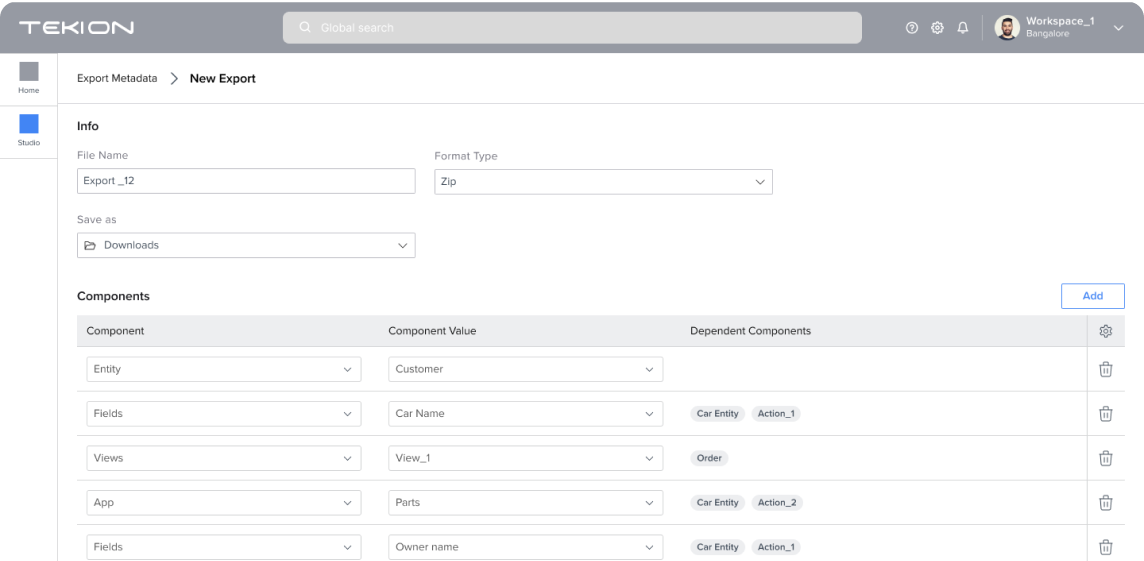 TEKION
Global search
Workspace_1
Bangalore
Home
Studio
Export Metadata > New Export
Info
File Name
Format Type
Export _12
Zip
Save as
Downloads
Components
Add
Component Component Value Dependent Components
Entity Customer
Fields Car Name Car Entity Action_1
Views View_1 Order
App Parts Car Entity Action_2
Fields Owner name Car Entity Action_1